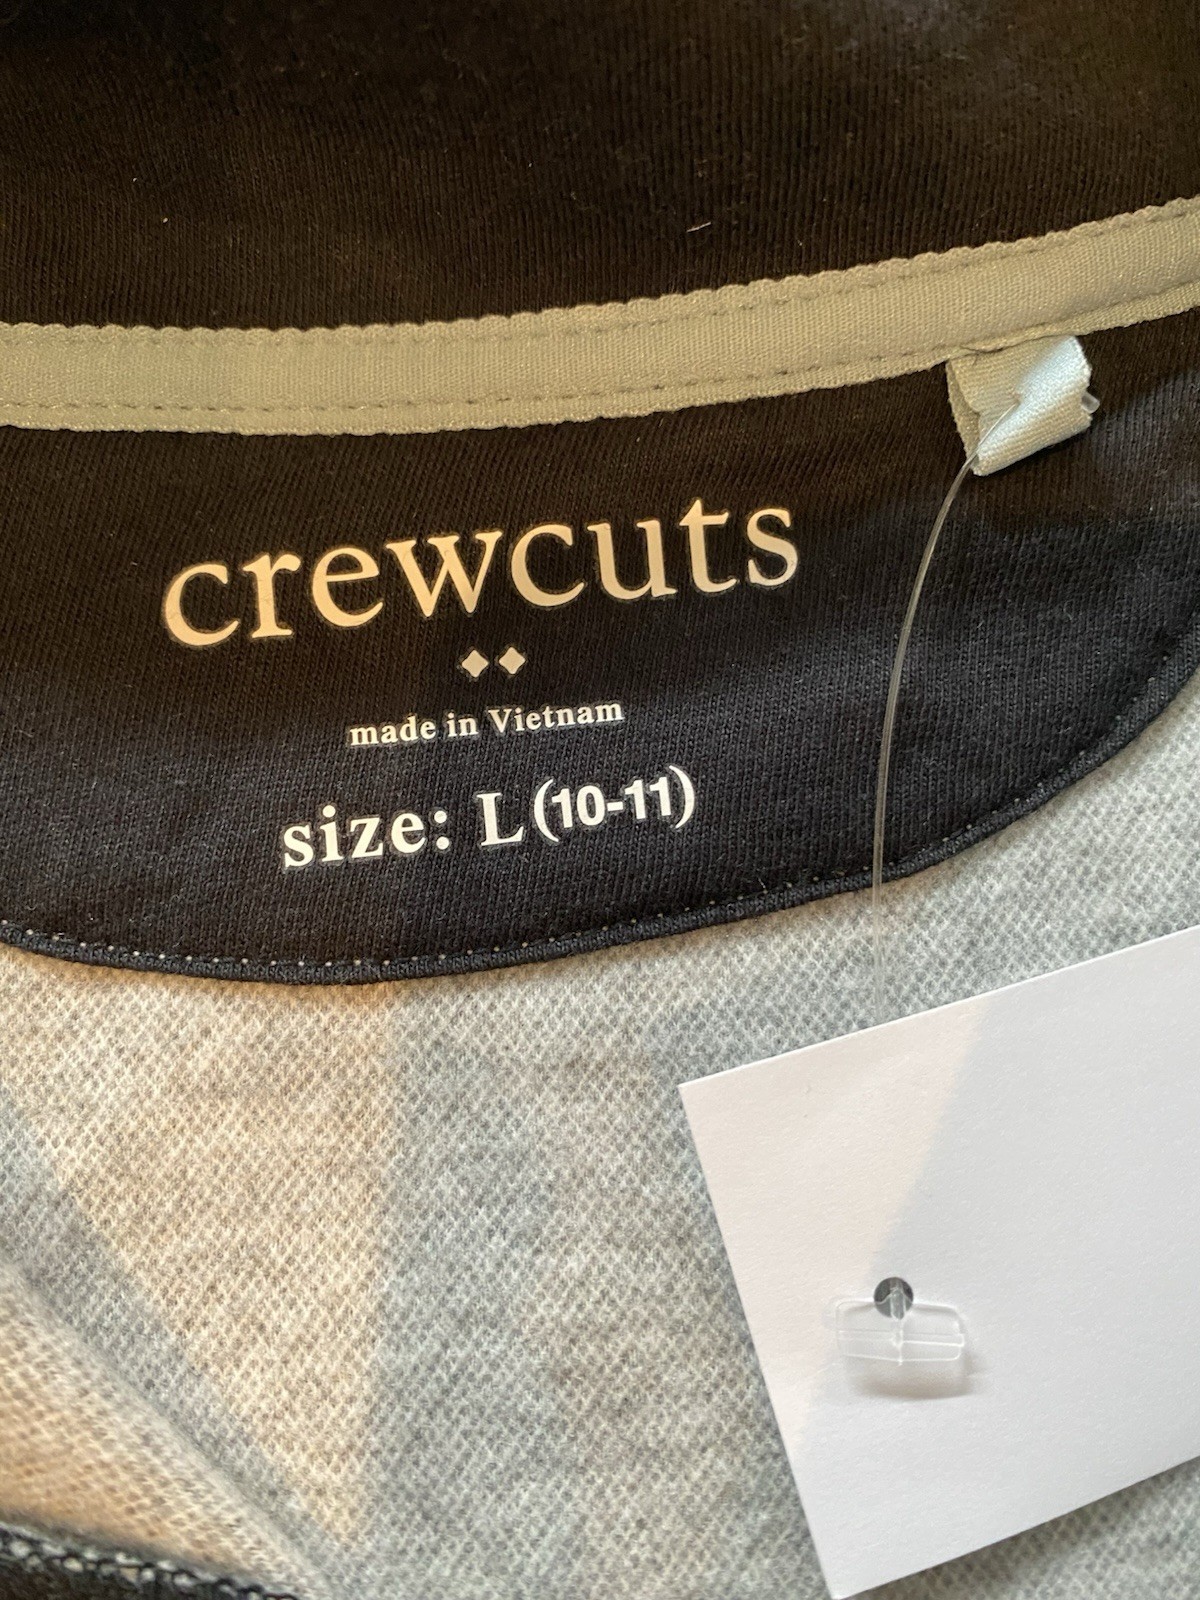 crewcuts
made in Vietnam
size: L (10-11)